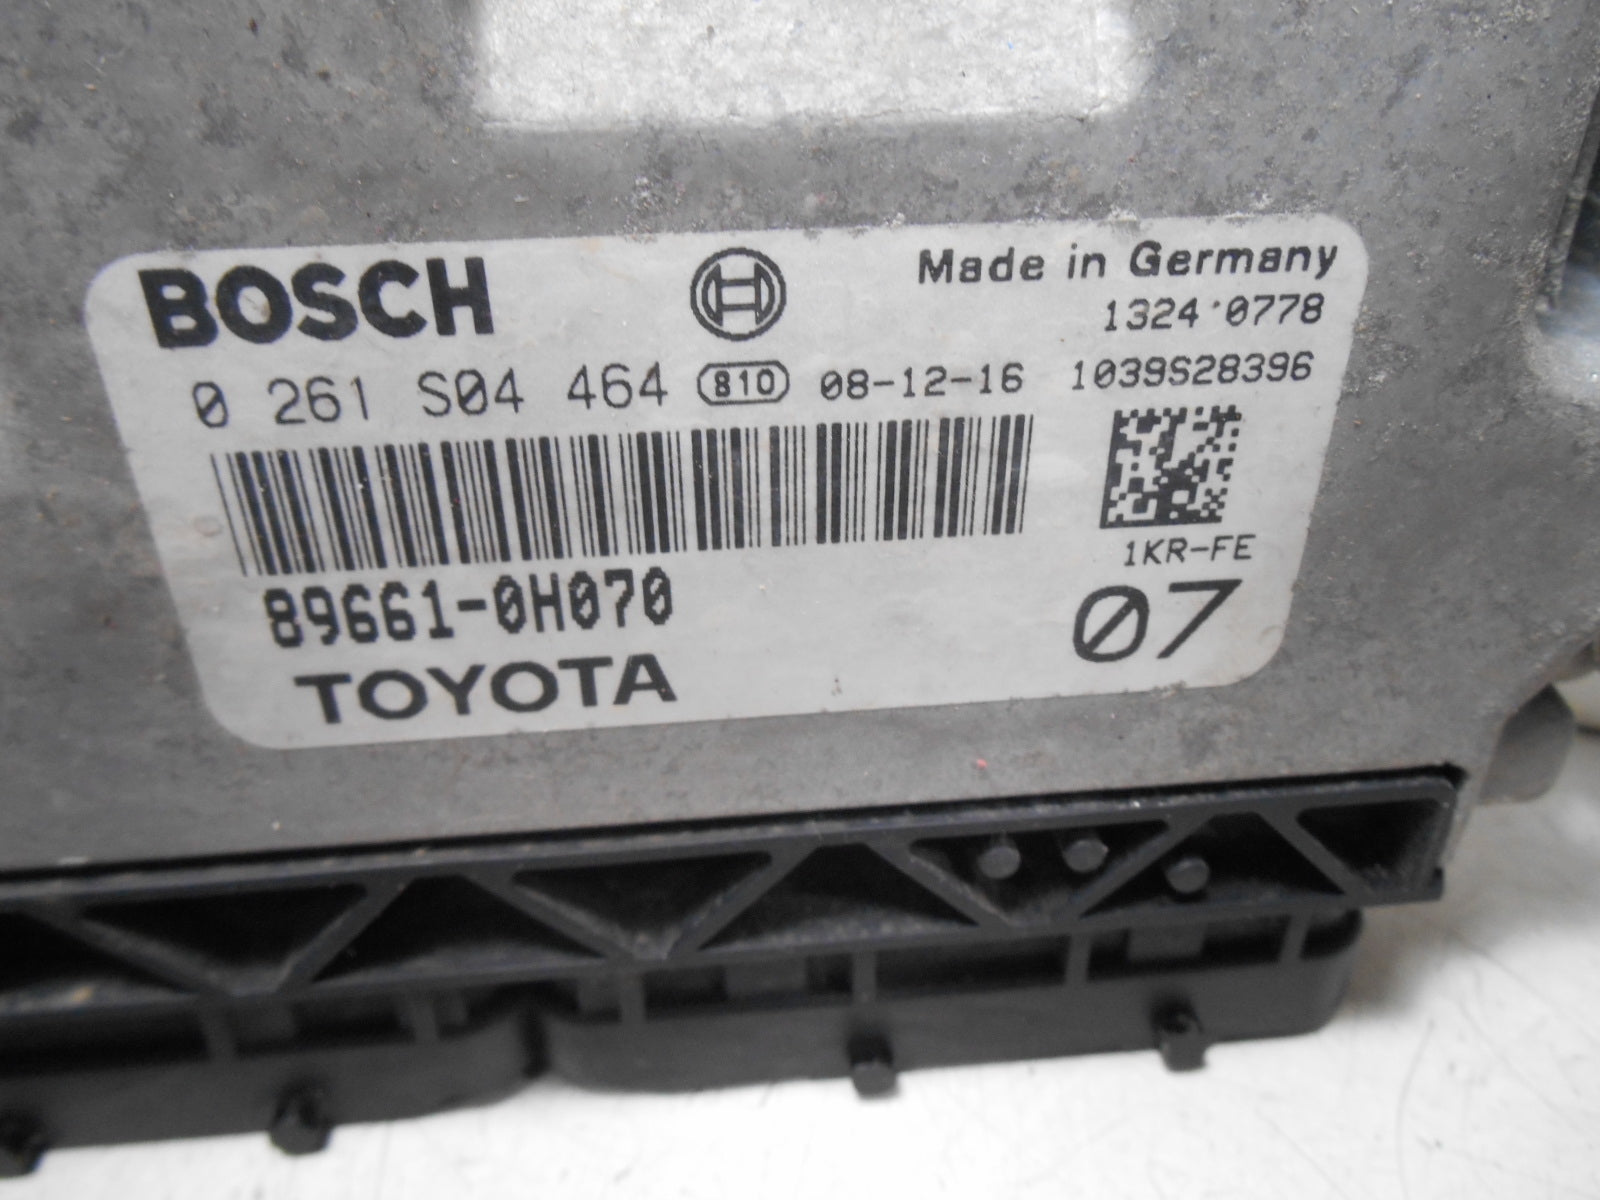 BOSCH
Made in Germany
1324 0778
0 261 S04 464 810 08-12-16 1039S28396
1KR-FE
89661-0H070
07
TOYOTA